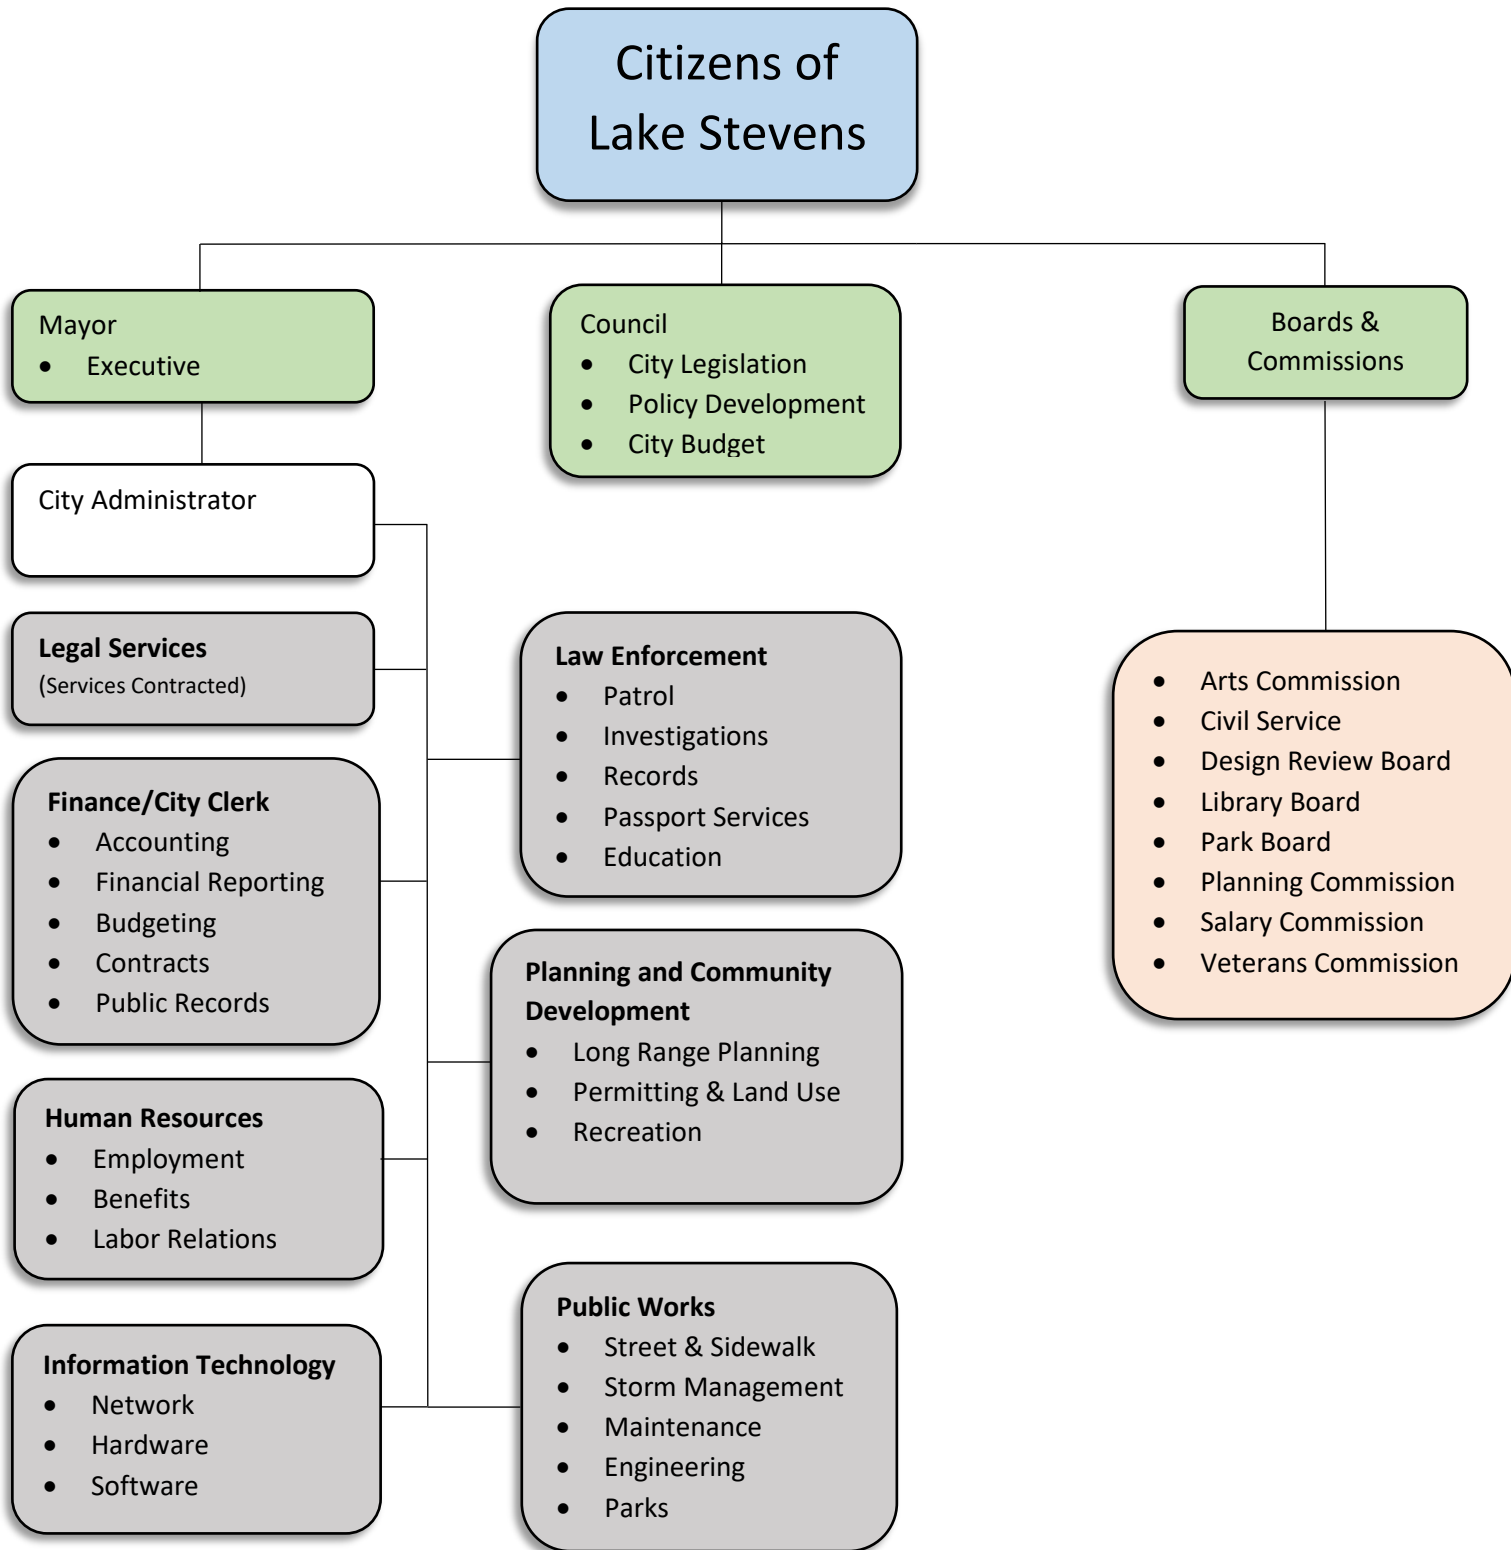 Citizens of
Lake Stevens
Mayor
• Executive
Council
• City Legislation
• Policy Development
• City Budget
Boards &
Commissions
City Administrator
Legal Services
(Services Contracted)
Finance/City Clerk
• Accounting
• Financial Reporting
• Budgeting
• Contracts
• Public Records
Human Resources
• Employment
• Benefits
• Labor Relations
Information Technology
• Network
• Hardware
• Software
Law Enforcement
• Patrol
• Investigations
• Records
• Passport Services
• Education
Planning and Community
Development
• Long Range Planning
• Permitting & Land Use
• Recreation
Public Works
• Street & Sidewalk
• Storm Management
• Maintenance
• Engineering
• Parks
• Arts Commission
• Civil Service
• Design Review Board
• Library Board
• Park Board
• Planning Commission
• Salary Commission
• Veterans Commission